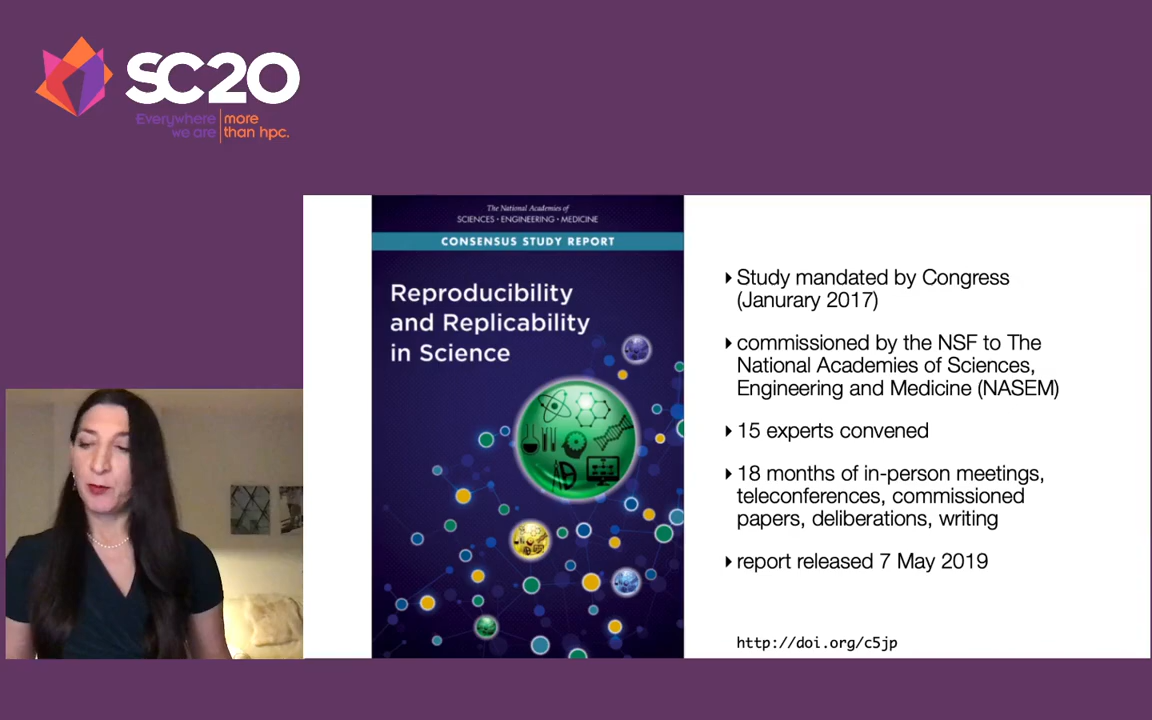 SC20
Everywhere more
we are than hpc.
The National Academies of
SCIENCES • ENGINEERING • MEDICINE
CONSENSUS STUDY REPORT
Reproducibility
and Replicability
in Science
Study mandated by Congress
(Janurary 2017)
commissioned by the NSF to The
National Academies of Sciences,
Engineering and Medicine (NASEM)
15 experts convened
18 months of in-person meetings,
teleconferences, commissioned
papers, deliberations, writing
report released 7 May 2019
http://doi.org/c5jp